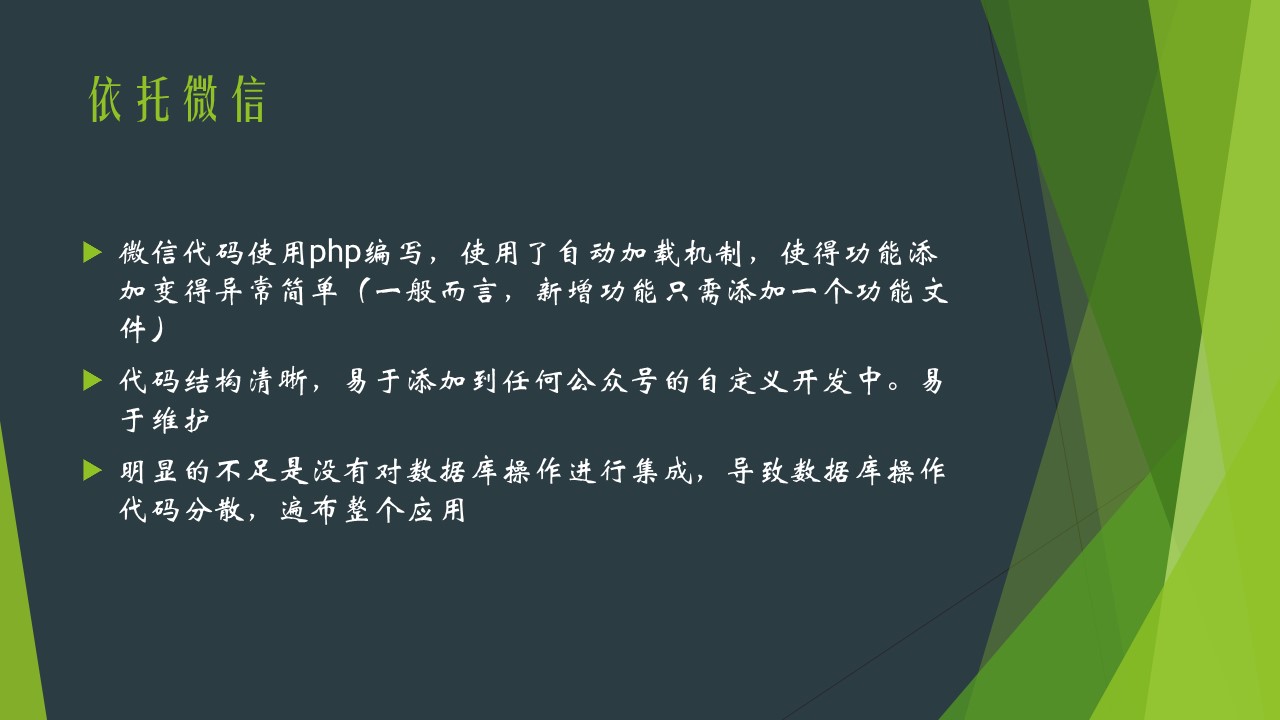 依托微信
微信代码使用php编写，使用了自动加载机制，使得功能添
加变得异常简单（一般而言，新增功能只需添加一个功能文
件）
代码结构清晰，易于添加到任何公众号的自定义开发中。易
于维护
明显的不足是没有对数据库操作进行集成，导致数据库操作
代码分散，遍布整个应用